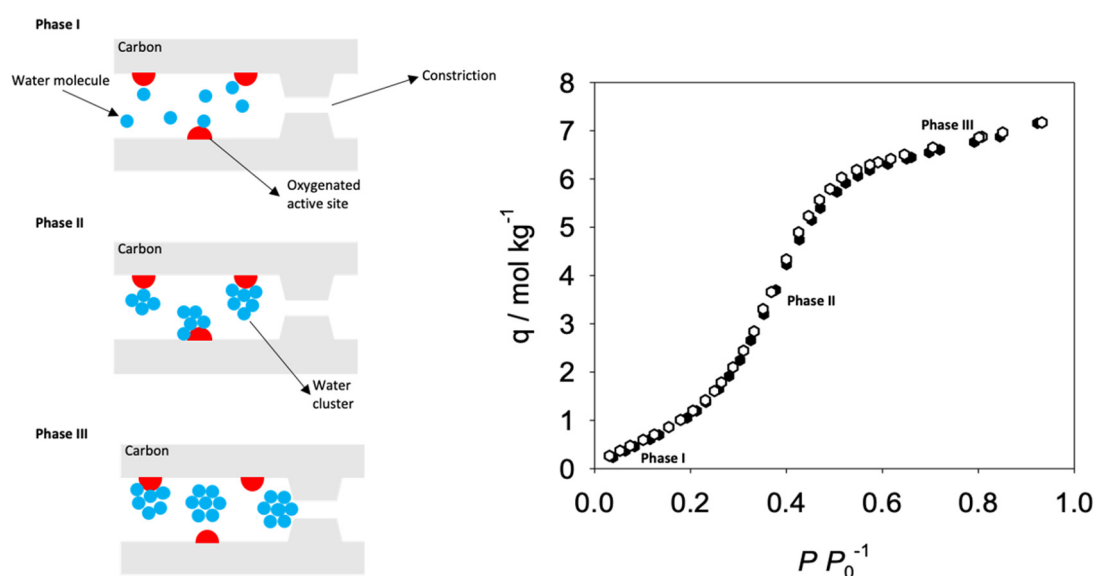 Phase I
Carbon
Water molecule
Constriction
Oxygenated
active site
Phase II
Carbon
Water
cluster
Phase III
Carbon
q / mol kg⁻¹
8
7
6
5
4
3
2
1
0
Phase III
Phase II
Phase I
0.0 0.2 0.4 0.6 0.8 1.0
P P₀⁻¹